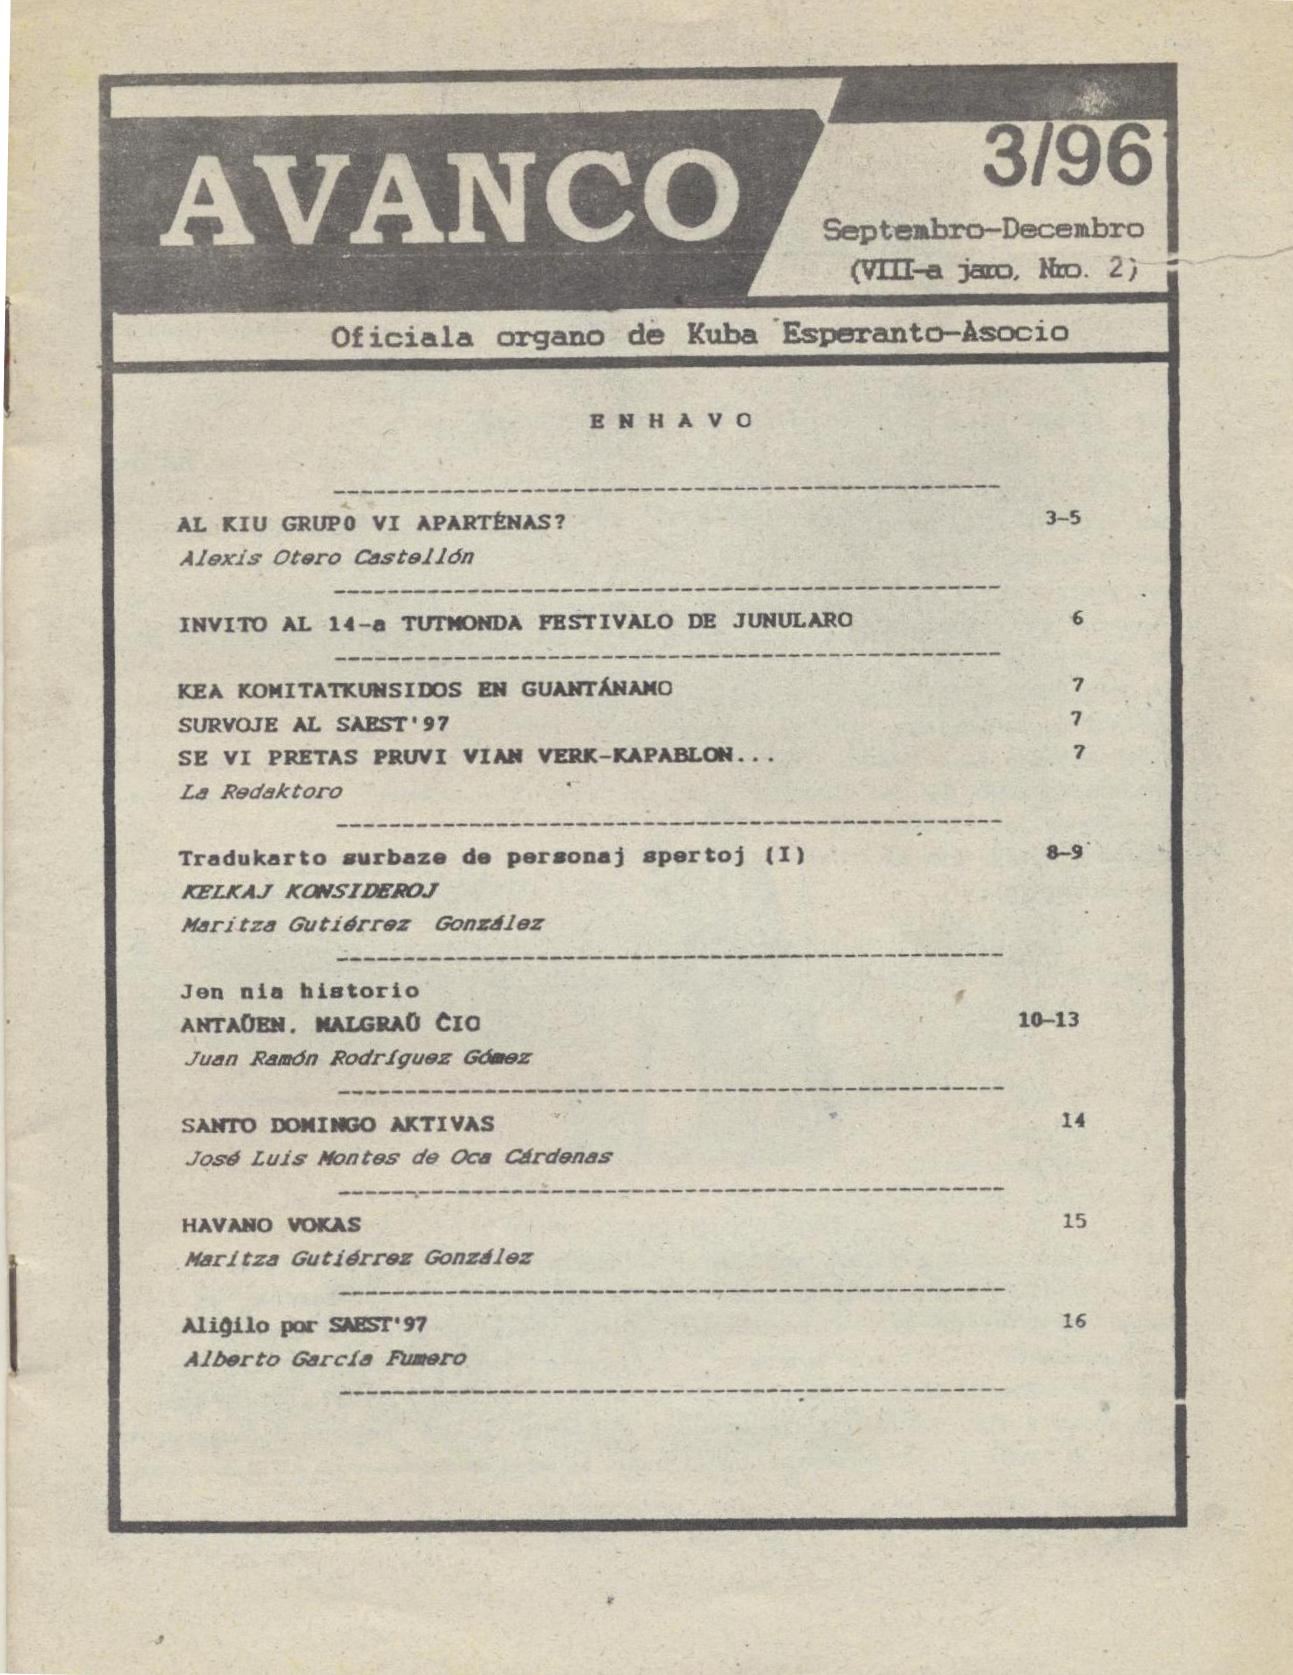 AVANCO
3/96
Septembro-Decembro
(VIII-a jaro, Nro. 2)
Oficiala organo de Kuba Esperanto-Asocio
ENHAVO
AL KIU GRUPO VI APARTENAS? 3-5
Alexis Otero Castellón
INVITO AL 14-a TUTMONDA FESTIVALO DE JUNULARO 6
KEA KOMITATKUNSIDOS EN GUANTÁNAMO 7
SURVOJE AL SAEST'97 7
SE VI PRETAS PRUVI VIAN VERK-KAPABLON... 7
La Redaktoro
Tradukarto surbaze de personaj spertoj (I) 8-9
KELKAJ KONSIDEROJ
Maritza Gutiérrez González
Jen nia historio
ANTAŬEN, MALGRAŬ ĈIO 10-13
Juan Ramón Rodríguez Gómez
SANTO DOMINGO AKTIVAS 14
José Luis Montes de Oca Cárdenas
HAVANO VOKAS 15
Maritza Gutiérrez González
Aliĝilo por SAEST'97 16
Alberto García Fumero